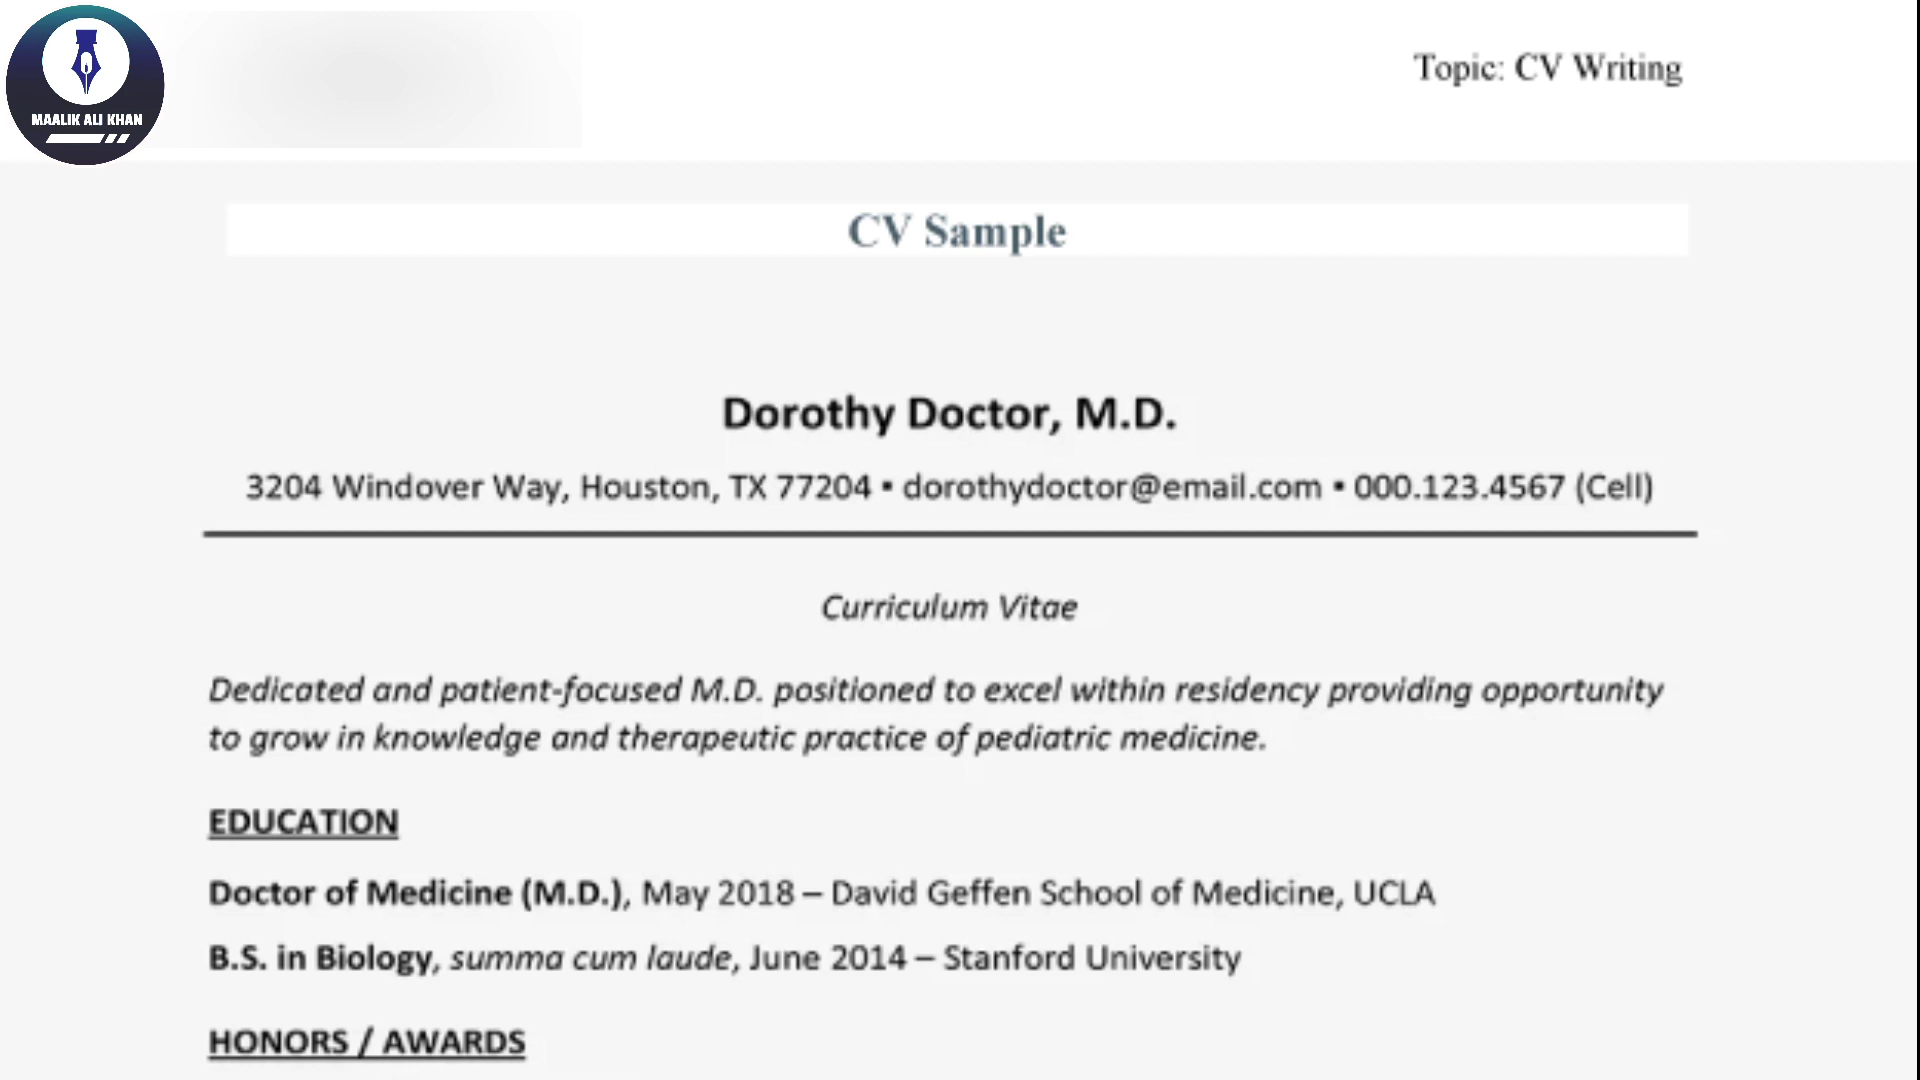 MAALIK ALI KHAN
Topic: CV Writing
CV Sample
Dorothy Doctor, M.D.
3204 Windover Way, Houston, TX 77204 ▪ dorothydoctor@email.com ▪ 000.123.4567 (Cell)
Curriculum Vitae
Dedicated and patient-focused M.D. positioned to excel within residency providing opportunity
to grow in knowledge and therapeutic practice of pediatric medicine.
EDUCATION
Doctor of Medicine (M.D.), May 2018 – David Geffen School of Medicine, UCLA
B.S. in Biology, summa cum laude, June 2014 – Stanford University
HONORS / AWARDS